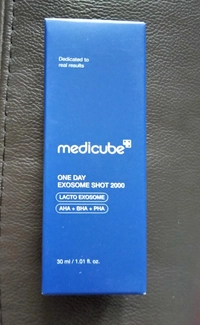 Dedicated to
real results
medicube
ONE DAY
EXOSOME SHOT 2000
LACTO EXOSOME
AHA + BHA + PHA
30 ml / 1.01 fl. oz.